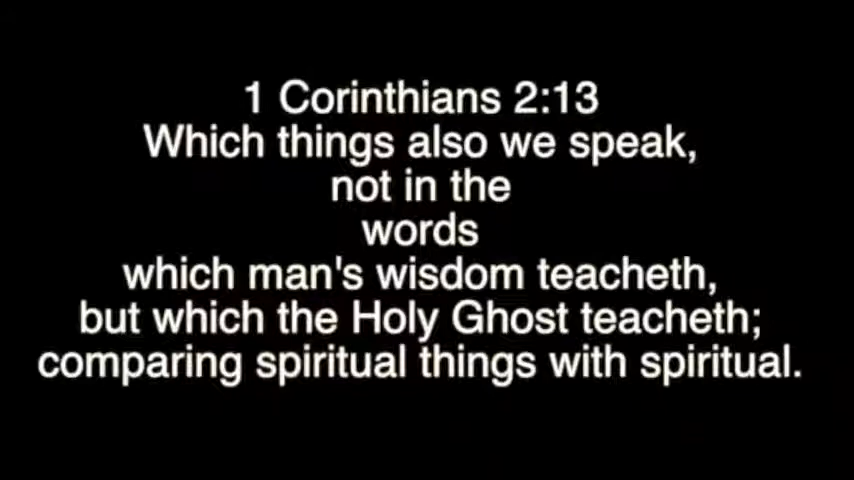 1 Corinthians 2:13
Which things also we speak,
not in the
words
which man's wisdom teacheth,
but which the Holy Ghost teacheth;
comparing spiritual things with spiritual.